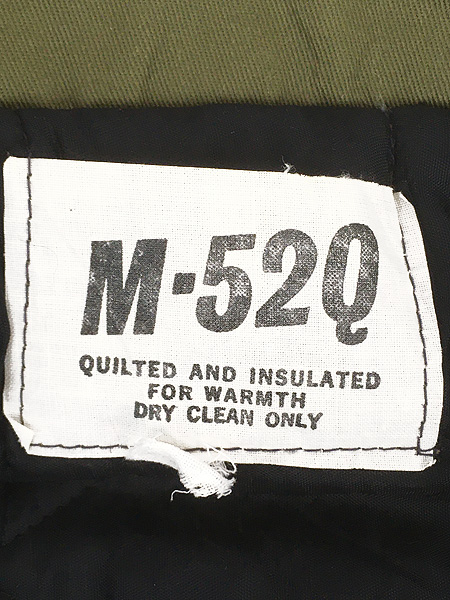 M-52Q
QUILTED AND INSULATED
FOR WARMTH
DRY CLEAN ONLY